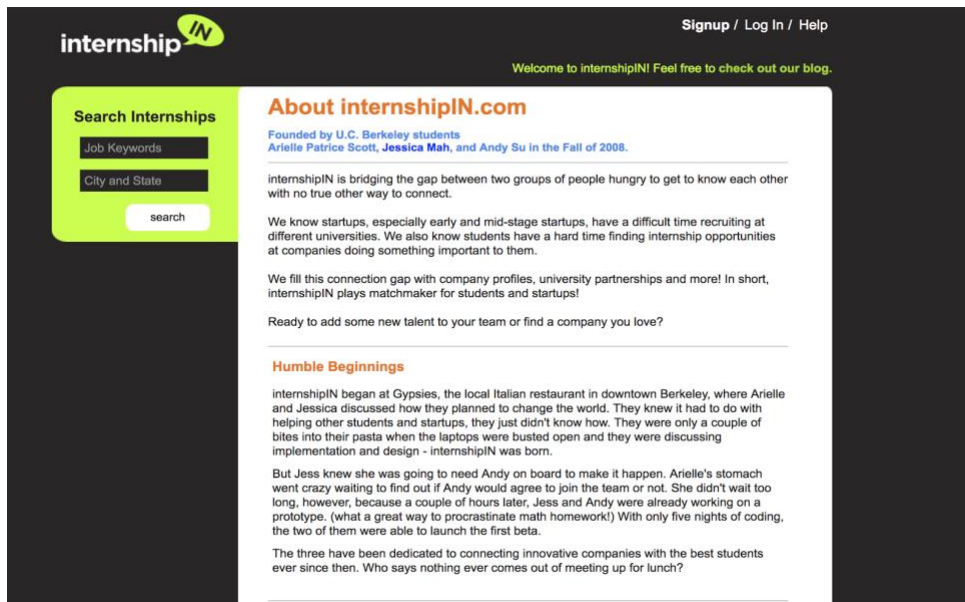 internship IN
Signup / Log In / Help
Welcome to internshipIN! Feel free to check out our blog.
Search Internships
Job Keywords
City and State
search
About internshipIN.com
Founded by U.C. Berkeley students
Arielle Patrice Scott, Jessica Mah, and Andy Su in the Fall of 2008.
internshipIN is bridging the gap between two groups of people hungry to get to know each other
with no true other way to connect.
We know startups, especially early and mid-stage startups, have a difficult time recruiting at
different universities. We also know students have a hard time finding internship opportunities
at companies doing something important to them.
We fill this connection gap with company profiles, university partnerships and more! In short,
internshipIN plays matchmaker for students and startups!
Ready to add some new talent to your team or find a company you love?
Humble Beginnings
internshipIN began at Gypsies, the local Italian restaurant in downtown Berkeley, where Arielle
and Jessica discussed how they planned to change the world. They knew it had to do with
helping other students and startups, they just didn't know how. They were only a couple of
bites into their pasta when the laptops were busted open and they were discussing
implementation and design - internshipIN was born.
But Jess knew she was going to need Andy on board to make it happen. Arielle's stomach
went crazy waiting to find out if Andy would agree to join the team or not. She didn't wait too
long, however, because a couple of hours later, Jess and Andy were already working on a
prototype. (what a great way to procrastinate math homework!) With only five nights of coding,
the two of them were able to launch the first beta.
The three have been dedicated to connecting innovative companies with the best students
ever since then. Who says nothing ever comes out of meeting up for lunch?